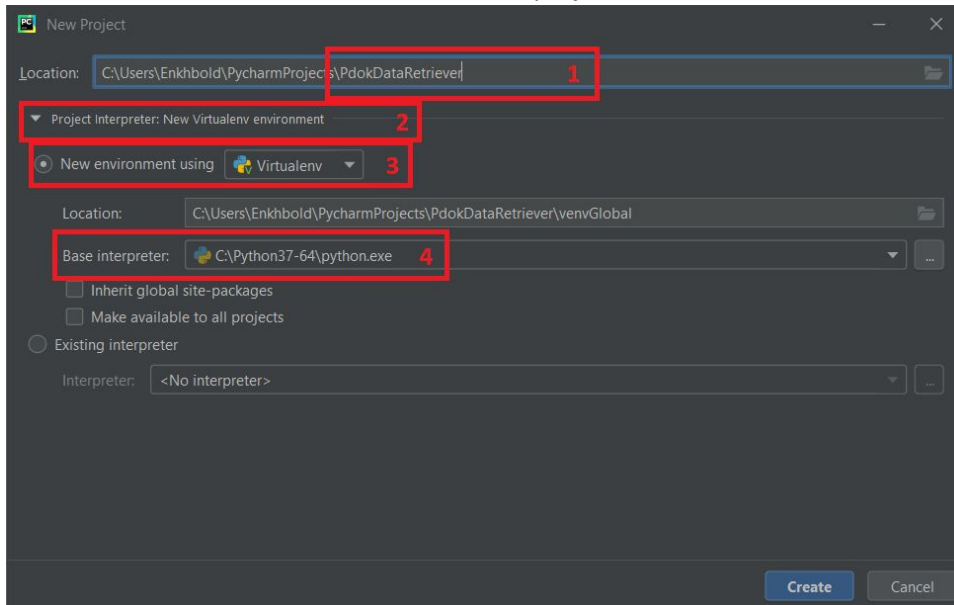 New Project
Location: C:\Users\Enkhbold\PycharmProjects\PdokDataRetriever 1
Project Interpreter: New Virtualenv environment 2
New environment using Virtualenv 3
Location: C:\Users\Enkhbold\PycharmProjects\PdokDataRetriever\venvGlobal
Base interpreter: C:\Python37-64\python.exe 4
...
Inherit global site-packages
Make available to all projects
Existing interpreter
Interpreter: <No interpreter>
...
Create Cancel